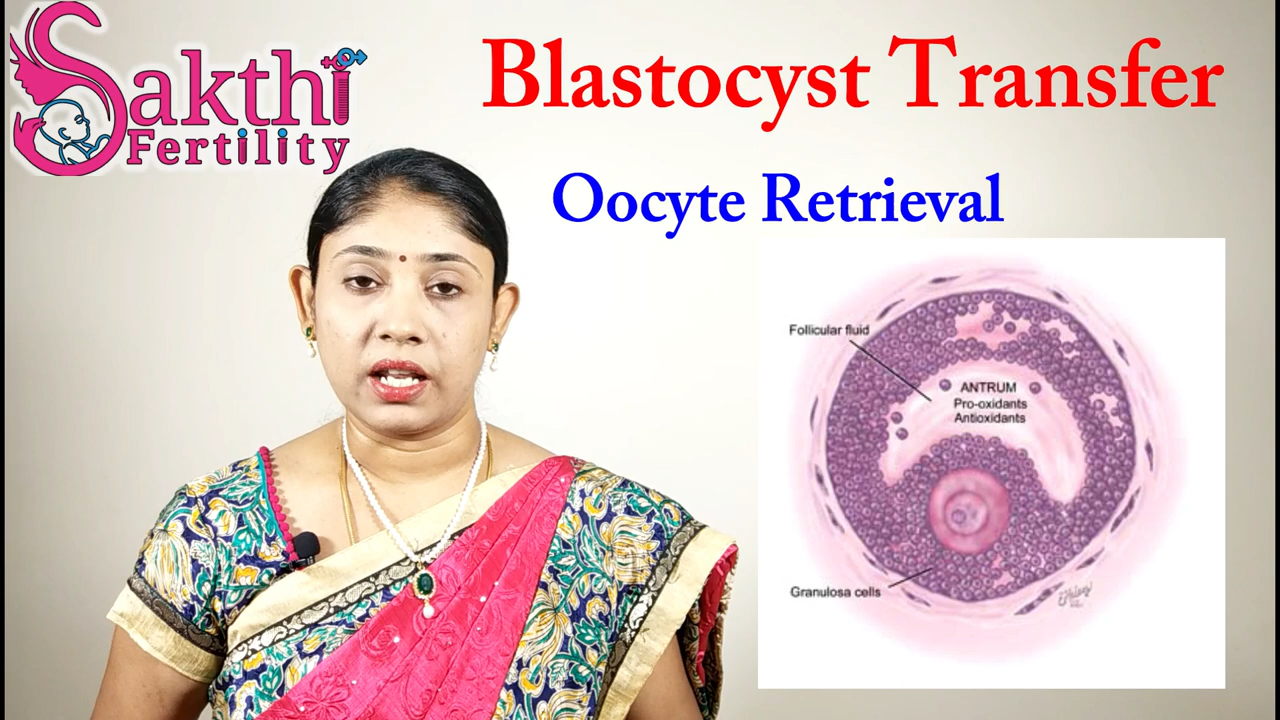 Sakthi
Fertility
Blastocyst Transfer
Oocyte Retrieval
Follicular fluid
ANTRUM
Pro-oxidants
Antioxidants
Granulosa cells